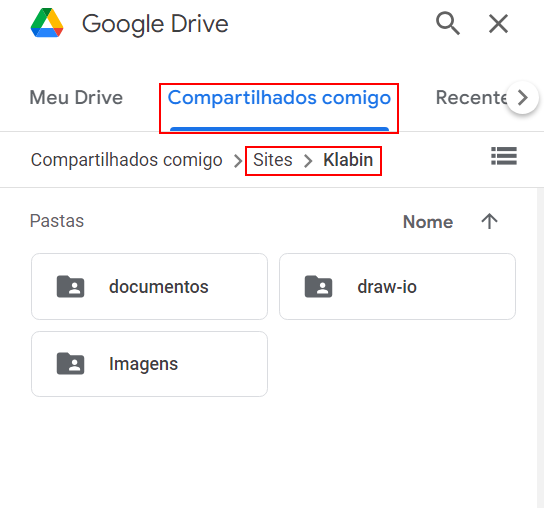 Google Drive
Meu Drive Compartilhados comigo Recente
Compartilhados comigo > Sites > Klabin
Pastas Nome
documentos draw-io
Imagens